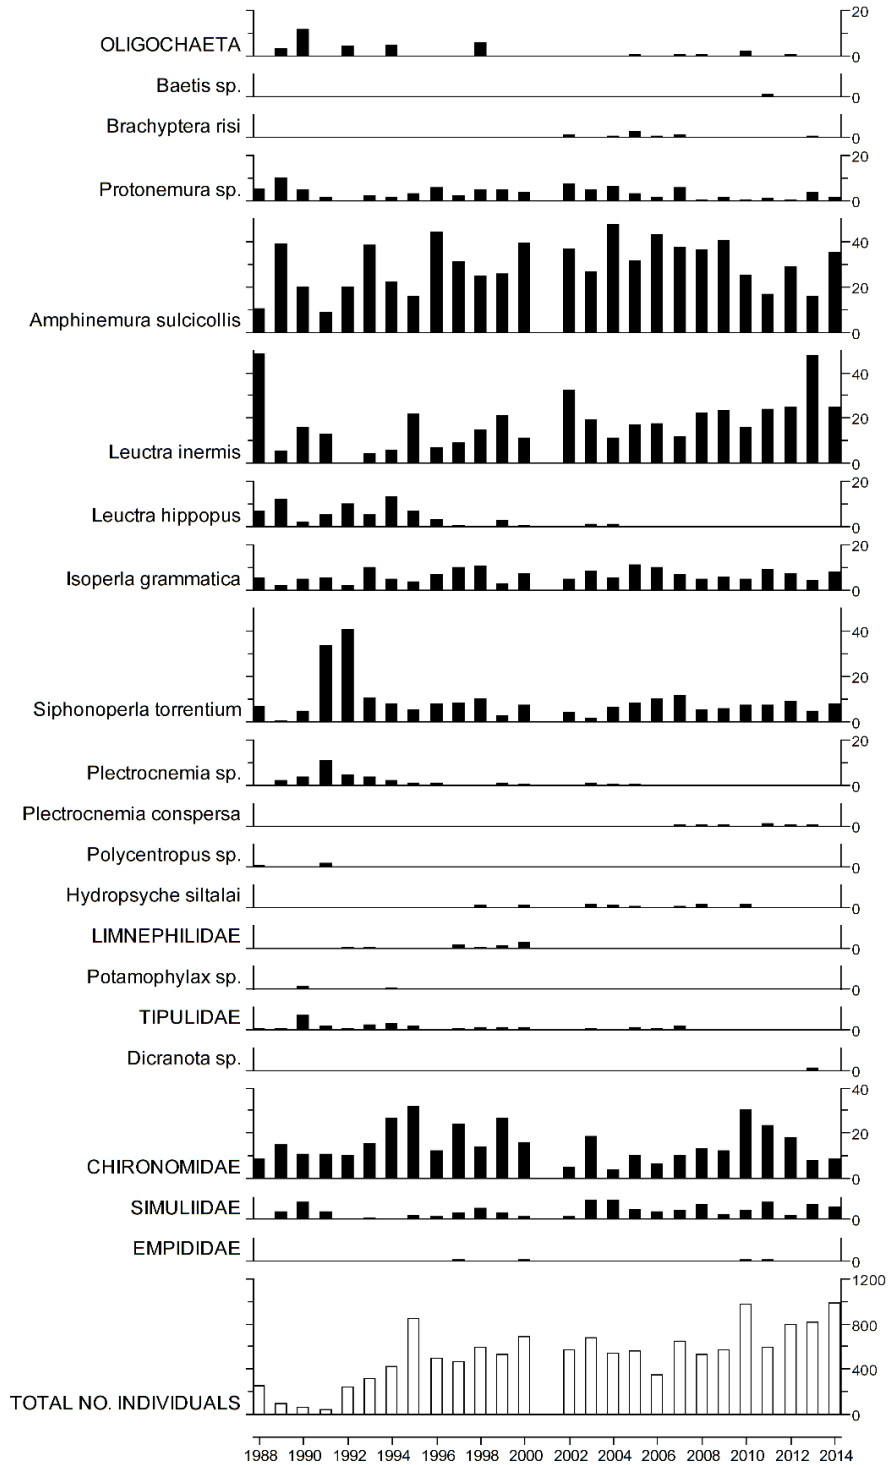 20
OLIGOCHAETA
0
Baetis sp.
0
Brachyptera risi
0
20
Protonemura sp.
0
40
20
Amphinemura sulcicollis
0
40
20
Leuctra inermis
0
20
Leuctra hippopus
0
20
Isoperla grammatica
0
40
20
Siphonoperla torrentium
0
20
Plectrocnemia sp.
0
Plectrocnemia conspersa
0
Polycentropus sp.
0
Hydropsyche siltalai
0
LIMNEPHILIDAE
0
Potamophylax sp.
0
TIPULIDAE
0
Dicranota sp.
0
40
20
CHIRONOMIDAE
0
SIMULIIDAE
0
EMPIDIDAE
0
1200
800
400
TOTAL NO. INDIVIDUALS
0
1988 1990 1992 1994 1996 1998 2000 2002 2004 2006 2008 2010 2012 2014